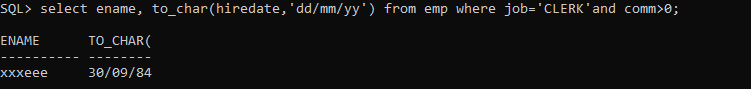 SQL> select ename, to_char(hiredate,'dd/mm/yy') from emp where job='CLERK'and comm>0;
ENAME      TO_CHAR(
---------- --------
xxxeee     30/09/84